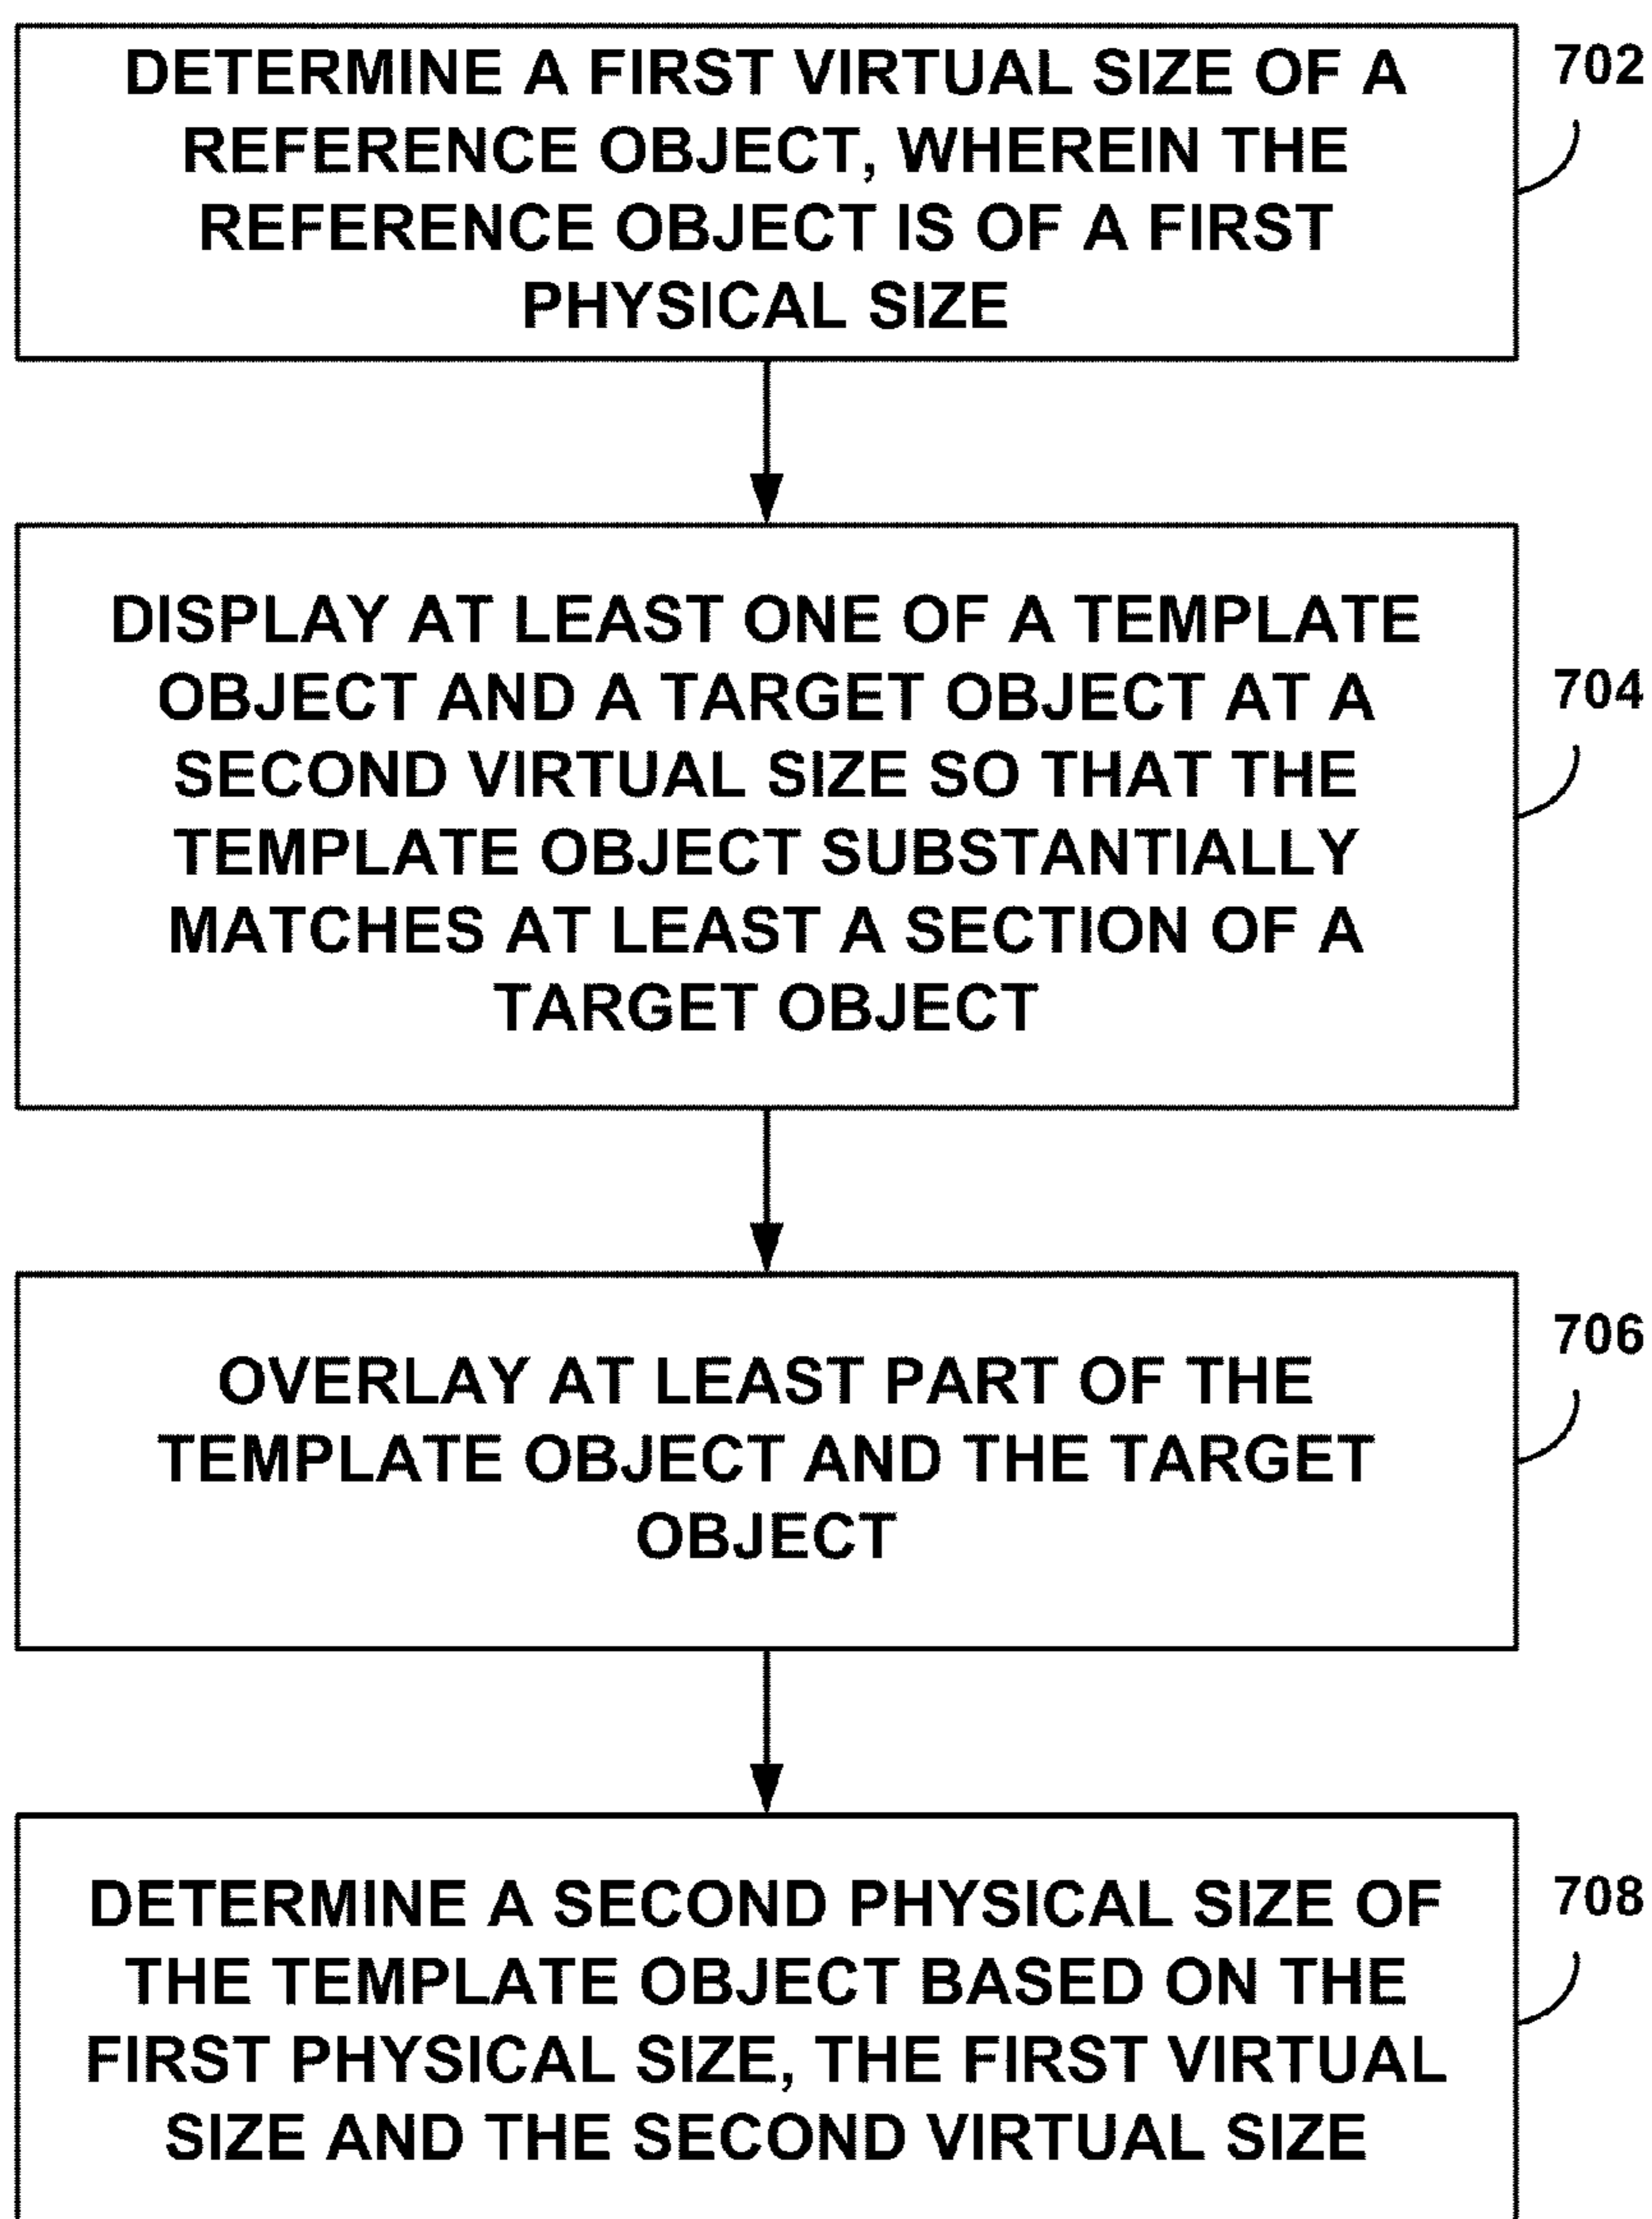 DETERMINE A FIRST VIRTUAL SIZE OF A
REFERENCE OBJECT, WHEREIN THE
REFERENCE OBJECT IS OF A FIRST
PHYSICAL SIZE
702
DISPLAY AT LEAST ONE OF A TEMPLATE
OBJECT AND A TARGET OBJECT AT A
SECOND VIRTUAL SIZE SO THAT THE
TEMPLATE OBJECT SUBSTANTIALLY
MATCHES AT LEAST A SECTION OF A
TARGET OBJECT
704
OVERLAY AT LEAST PART OF THE
TEMPLATE OBJECT AND THE TARGET
OBJECT
706
DETERMINE A SECOND PHYSICAL SIZE OF
THE TEMPLATE OBJECT BASED ON THE
FIRST PHYSICAL SIZE, THE FIRST VIRTUAL
SIZE AND THE SECOND VIRTUAL SIZE
708